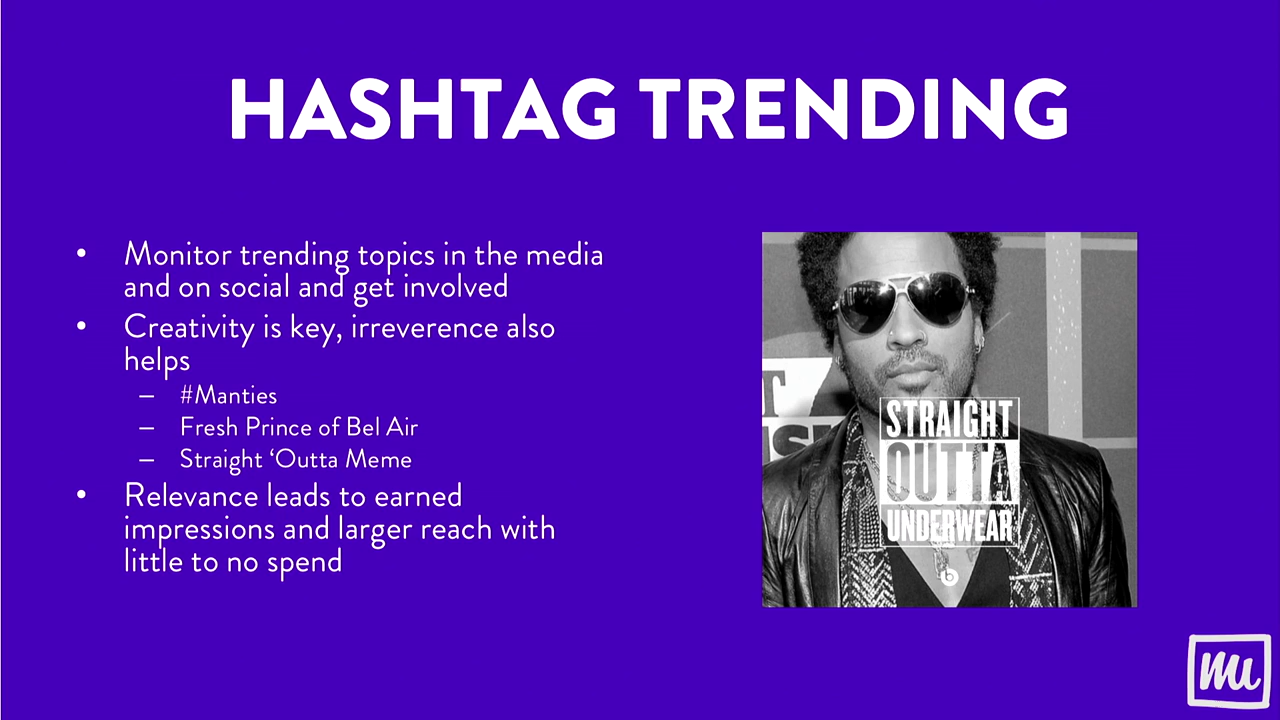 HASHTAG TRENDING
• Monitor trending topics in the media
and on social and get involved
• Creativity is key, irreverence also
helps
– #Manties
– Fresh Prince of Bel Air
– Straight ‘Outta Meme
• Relevance leads to earned
impressions and larger reach with
little to no spend
STRAIGHT
OUTTA
UNDERWEAR
b
mu